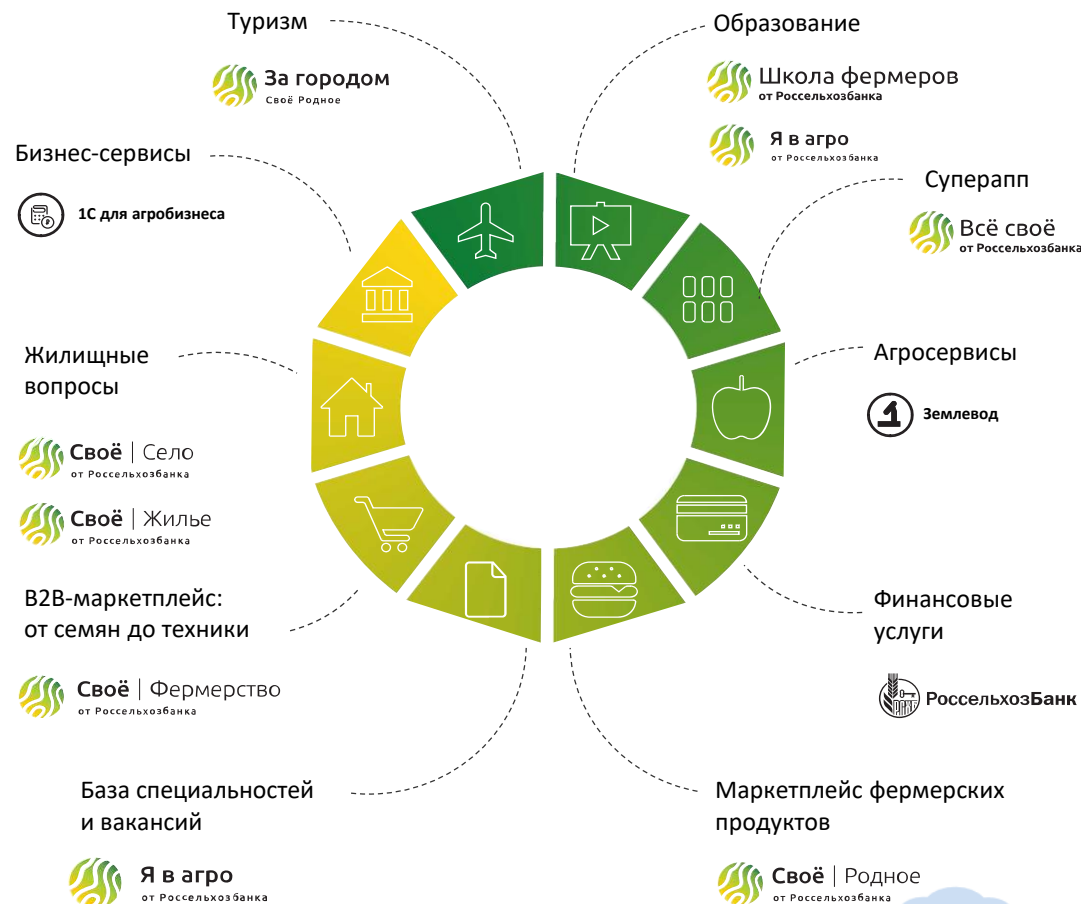 Туризм
За городом
Своё Родное
Образование
Школа фермеров
от Россельхозбанка
Я в агро
от Россельхозбанка
Бизнес-сервисы
1С для агробизнеса
Суперапп
Всё своё
от Россельхозбанка
Жилищные
вопросы
Своё | Село
от Россельхозбанка
Своё | Жилье
от Россельхозбанка
Агросервисы
Землевод
B2B-маркетплейс:
от семян до техники
Своё | Фермерство
от Россельхозбанка
Финансовые
услуги
РоссельхозБанк
База специальностей
и вакансий
Я в агро
от Россельхозбанка
Маркетплейс фермерских
продуктов
Своё | Родное
от Россельхозбанка